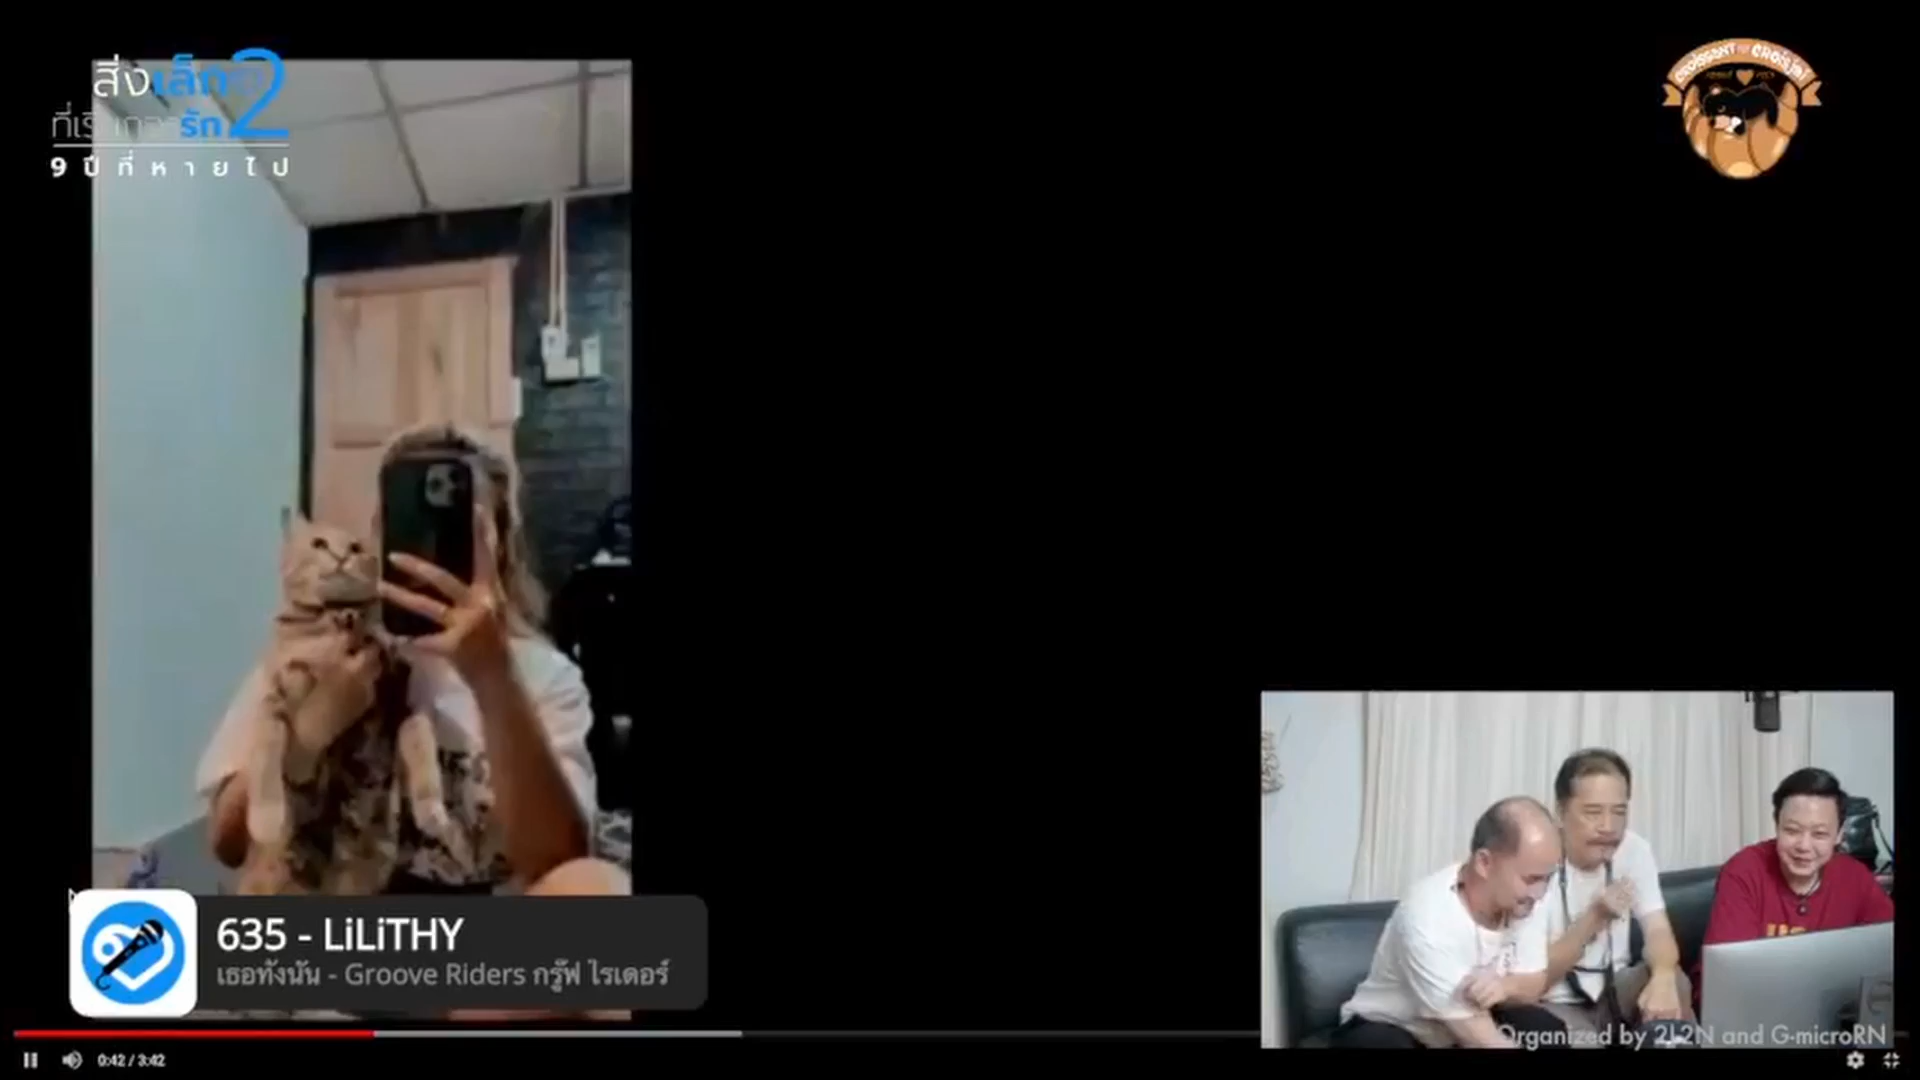 สิ่งเล็ก 2
ที่เรียกว่ารัก
9 ปีที่หายไป
CROISSANT
635 - LiLiTHY
เธอทั้งนั้น - Groove Riders กรู๊ฟ ไรเดอร์
Organized by 2L2N and G-microRN
0:42 / 3:42